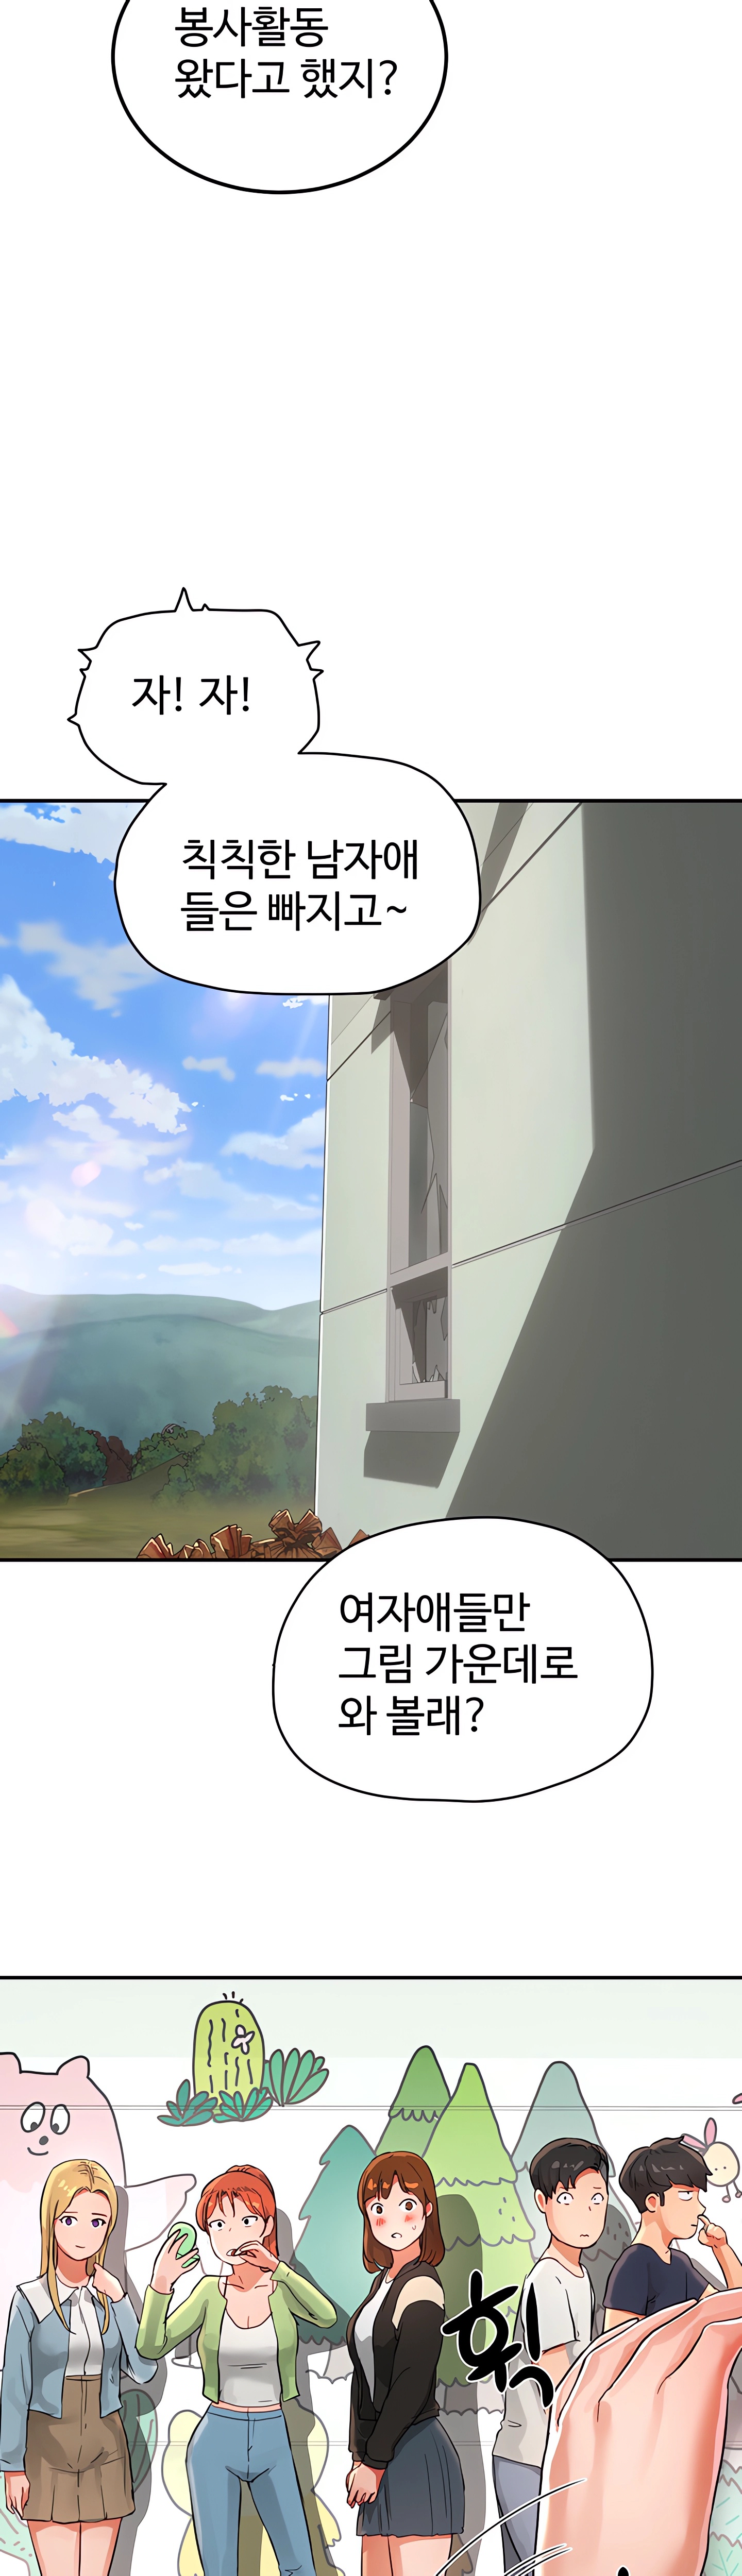 봉사활동
왔다고 했지?
자! 자!
칙칙한 남자애
들은 빠지고~
여자애들만
그림 가운데로
와 볼래?
휙